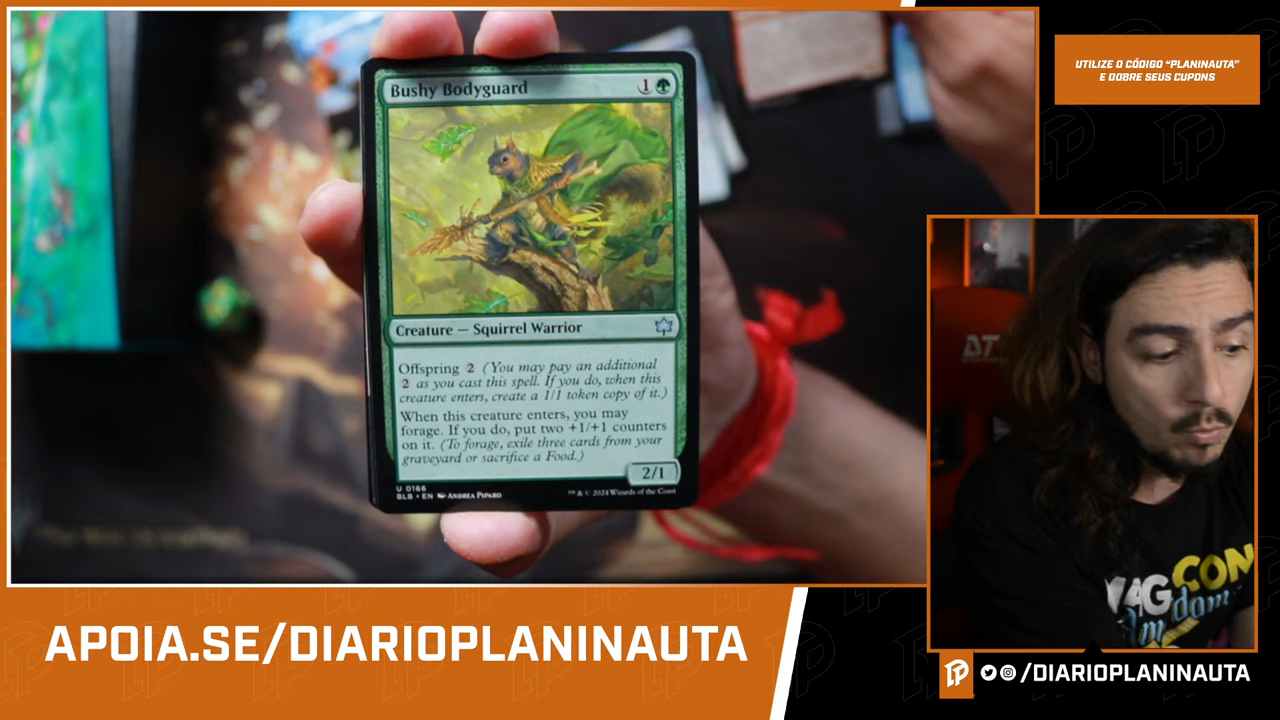 UTILIZE O CÓDIGO “PLANINAUTA”
E DOBRE SEUS CUPONS
Bushy Bodyguard 1
Creature — Squirrel Warrior
Offspring 2 (You may pay an additional
2 as you cast this spell. If you do, when this
creature enters, create a 1/1 token copy of it.)
When this creature enters, you may
forage. If you do, put two +1/+1 counters
on it. (To forage, exile three cards from your
graveyard or sacrifice a Food.)
2/1
U 0166
BLB • EN ANDREA PIPARO
™ & © 2024 Wizards of the Coast
CON
APOIA.SE/DIARIOPLANINAUTA
/DIARIOPLANINAUTA